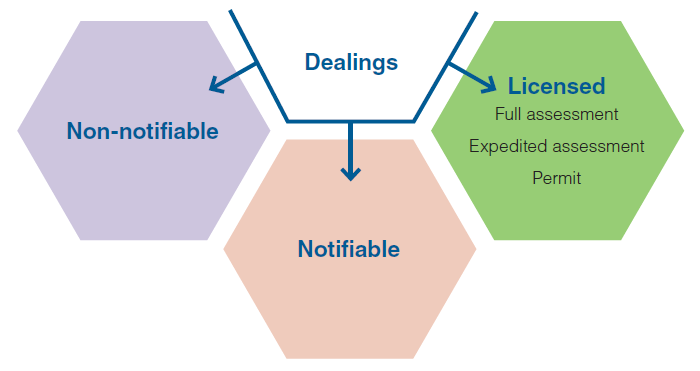 Dealings
Non-notifiable
Notifiable
Licensed
Full assessment
Expedited assessment
Permit